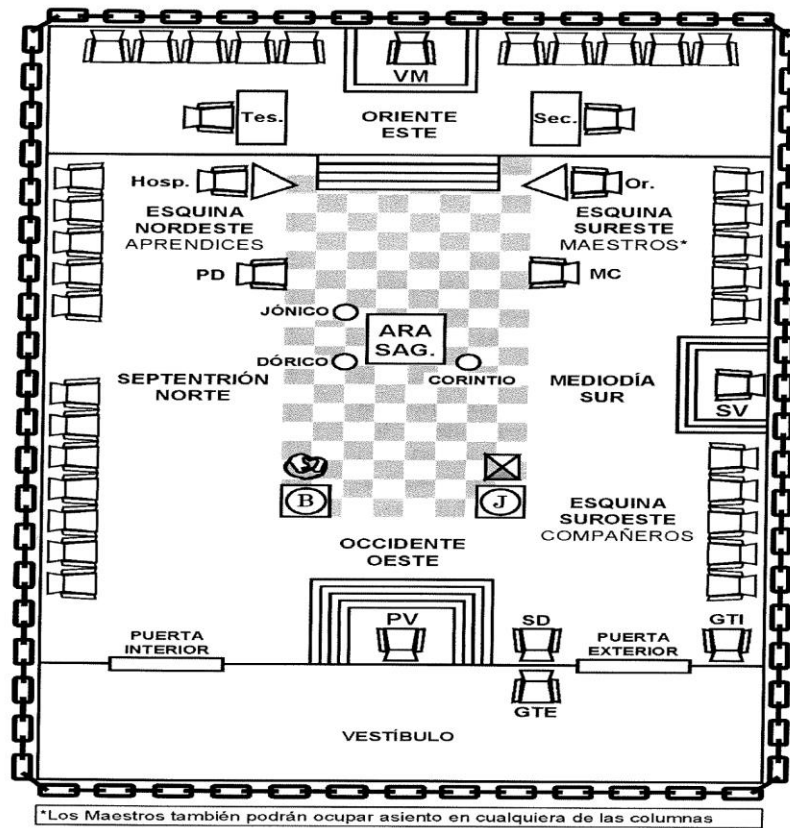 VM
Tes.
ORIENTE
ESTE
Sec.
Hosp.
Or.
ESQUINA
NORDESTE
APRENDICES
ESQUINA
SURESTE
MAESTROS*
PD
MC
JÓNICO
ARA
SAG.
DÓRICO
CORINTIO
SEPTENTRIÓN
NORTE
MEDIODÍA
SUR
SV
B
J
ESQUINA
SUROESTE
COMPAÑEROS
OCCIDENTE
OESTE
PV
SD
GTI
PUERTA
INTERIOR
PUERTA
EXTERIOR
GTE
VESTÍBULO
*Los Maestros también podrán ocupar asiento en cualquiera de las columnas